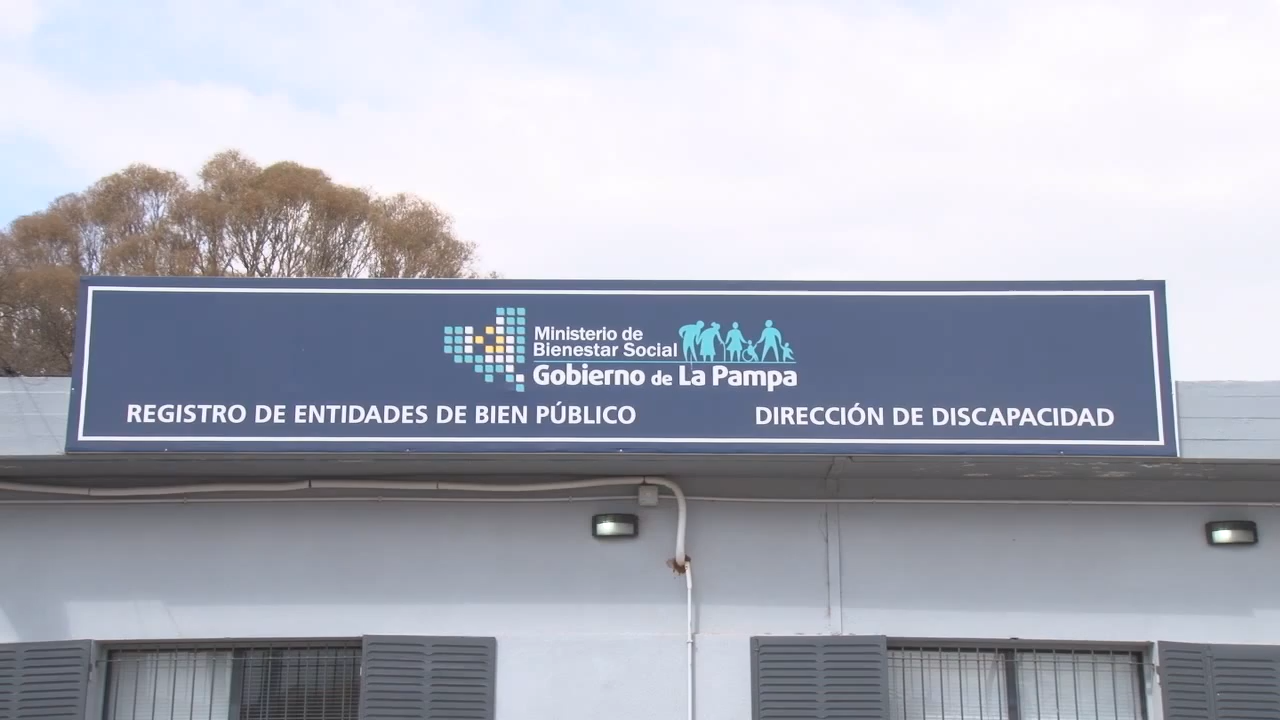 Ministerio de
Bienestar Social
Gobierno de La Pampa
REGISTRO DE ENTIDADES DE BIEN PÚBLICO
DIRECCIÓN DE DISCAPACIDAD